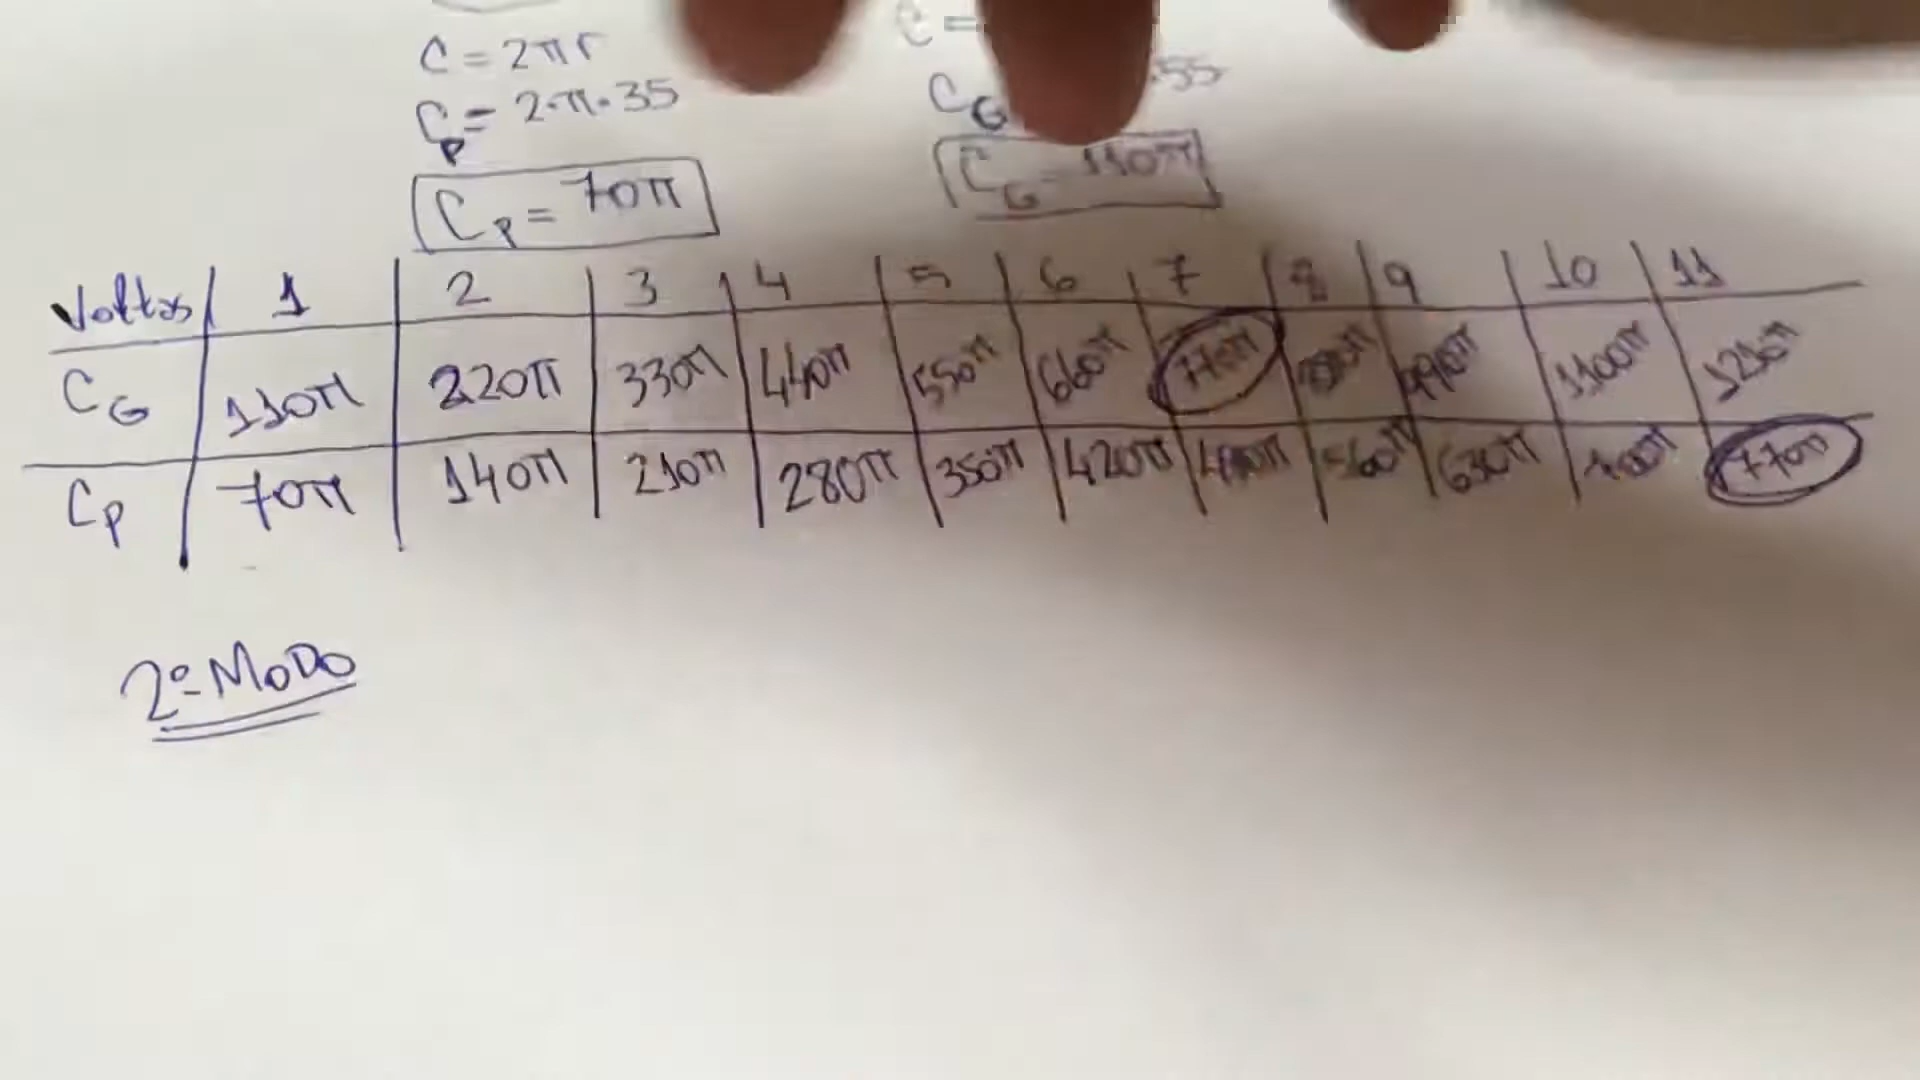 C = 2πr
C =
Cp = 2·π·35
CG .55
Cp = 70π
CG = 110π
Voltas 1 2 3 4 5 6 7 8 9 10 11
CG 110π 220π 330π 440π 550π 660π 770π 880π 990π 1100π 1210π
Cp 70π 140π 210π 280π 350π 420π 490π 560π 630π 700π 770π
2º MODO